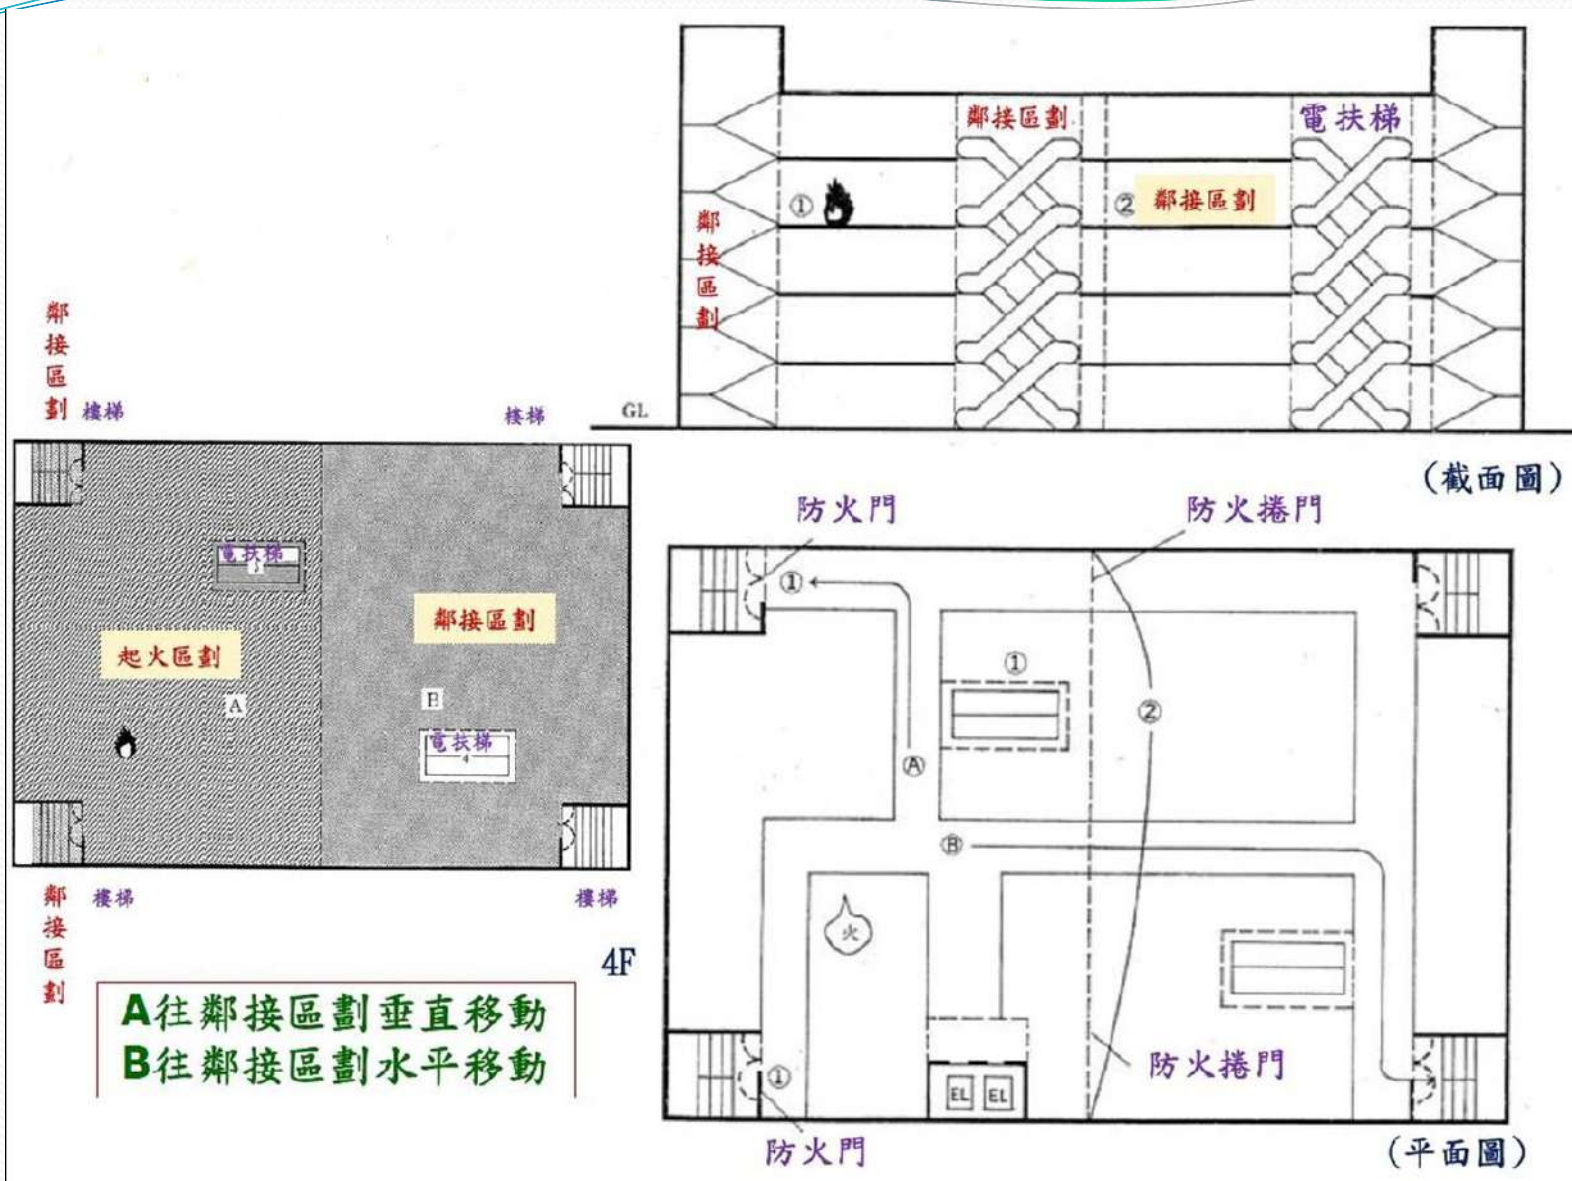 鄰接區劃
電扶梯
①
②
鄰接區劃
鄰接區劃
GL
(截面圖)
鄰接區劃
樓梯
樓梯
電扶梯
3
鄰接區劃
起火區劃
A
B
電扶梯
4
鄰接區劃
樓梯
樓梯
4F
A往鄰接區劃垂直移動
B往鄰接區劃水平移動
防火門
防火捲門
①
①
②
Ⓐ
Ⓑ
火
防火捲門
①
EL
EL
防火門
(平面圖)